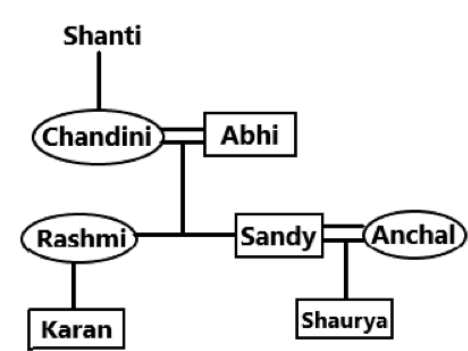 Shanti
Chandini
Abhi
Rashmi
Sandy
Anchal
Karan
Shaurya